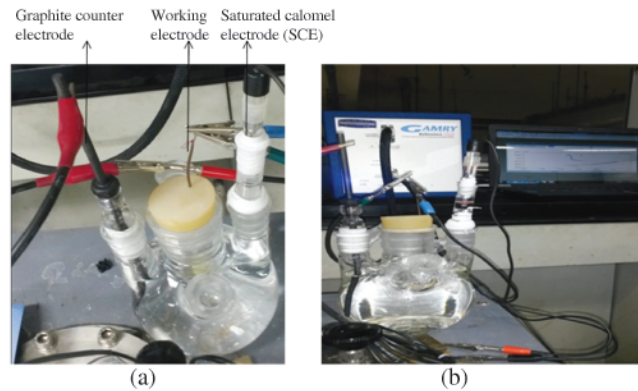 Graphite counter
electrode
Working
electrode
Saturated calomel
electrode (SCE)
GAMRY
(a)
(b)